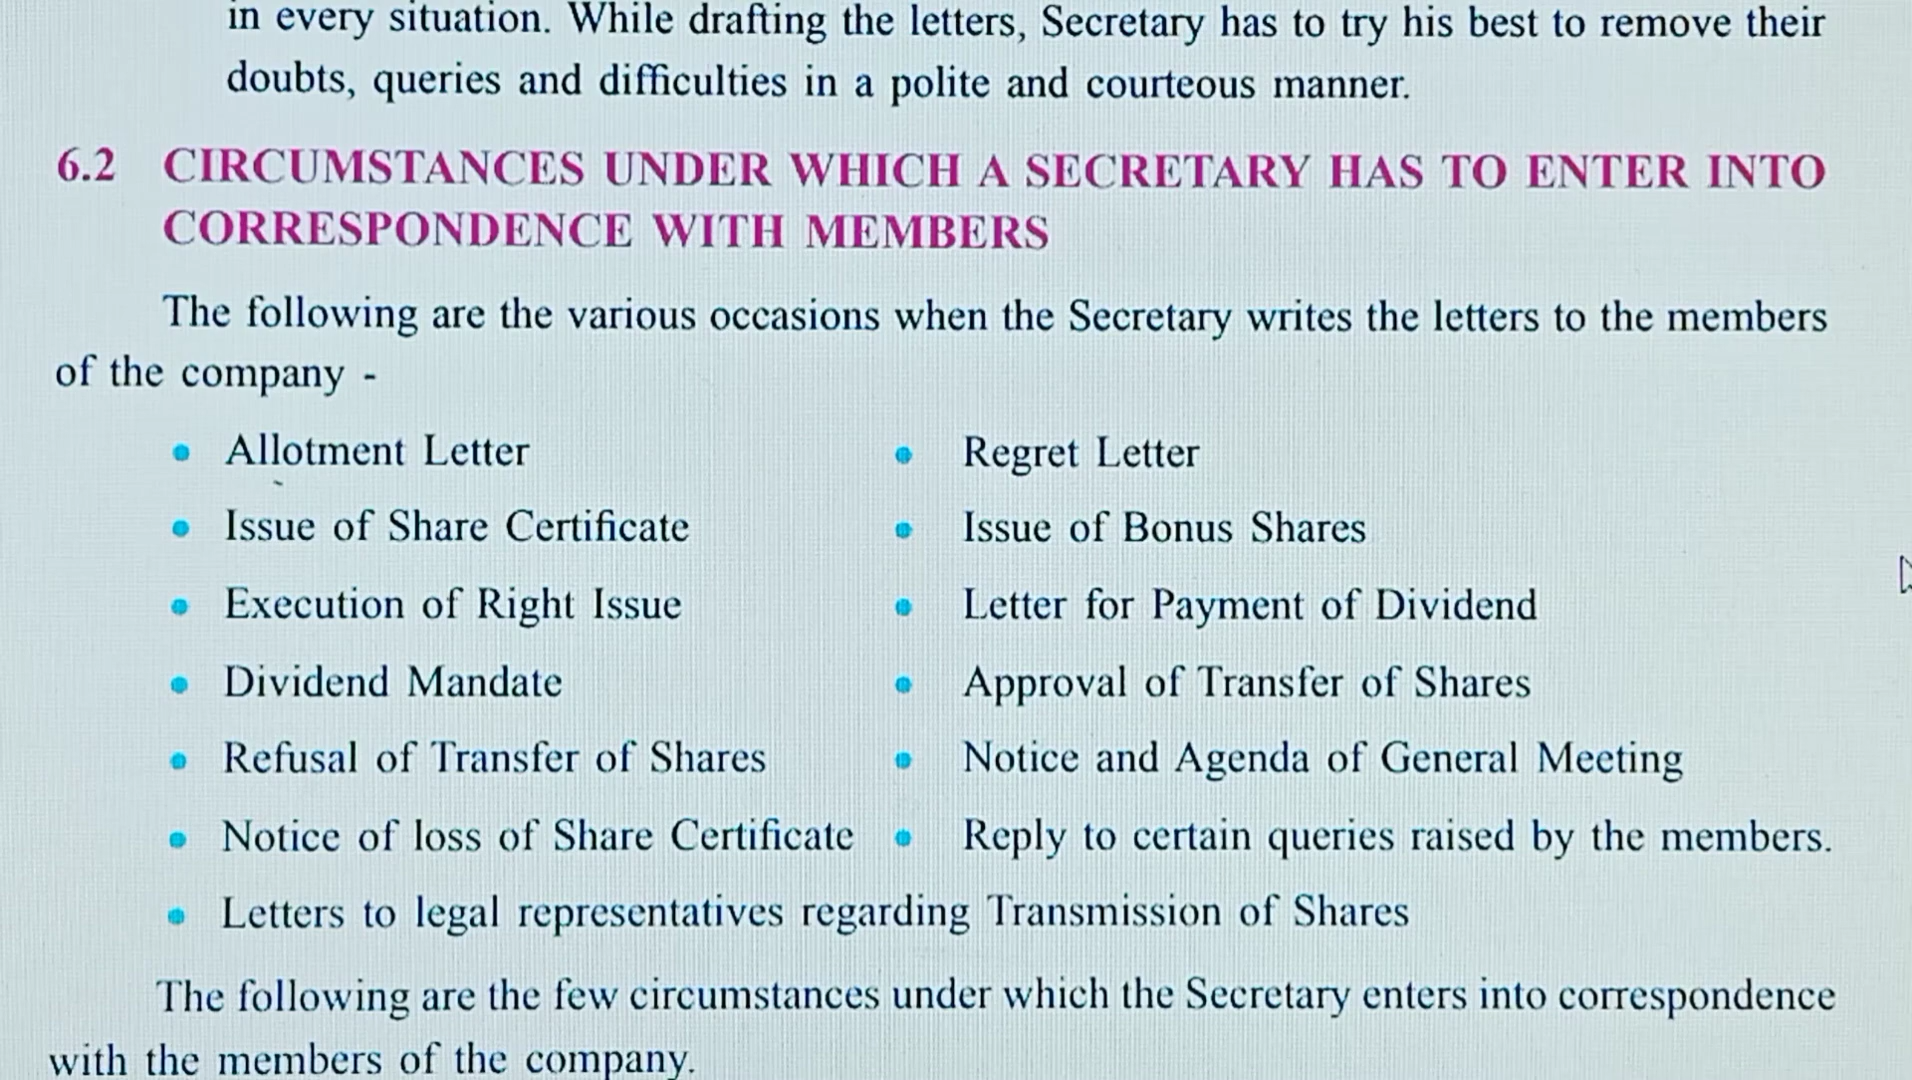 in every situation. While drafting the letters, Secretary has to try his best to remove their
doubts, queries and difficulties in a polite and courteous manner.
6.2 CIRCUMSTANCES UNDER WHICH A SECRETARY HAS TO ENTER INTO
CORRESPONDENCE WITH MEMBERS
The following are the various occasions when the Secretary writes the letters to the members
of the company -
• Allotment Letter • Regret Letter
• Issue of Share Certificate • Issue of Bonus Shares
• Execution of Right Issue • Letter for Payment of Dividend
• Dividend Mandate • Approval of Transfer of Shares
• Refusal of Transfer of Shares • Notice and Agenda of General Meeting
• Notice of loss of Share Certificate • Reply to certain queries raised by the members.
• Letters to legal representatives regarding Transmission of Shares
The following are the few circumstances under which the Secretary enters into correspondence
with the members of the company.